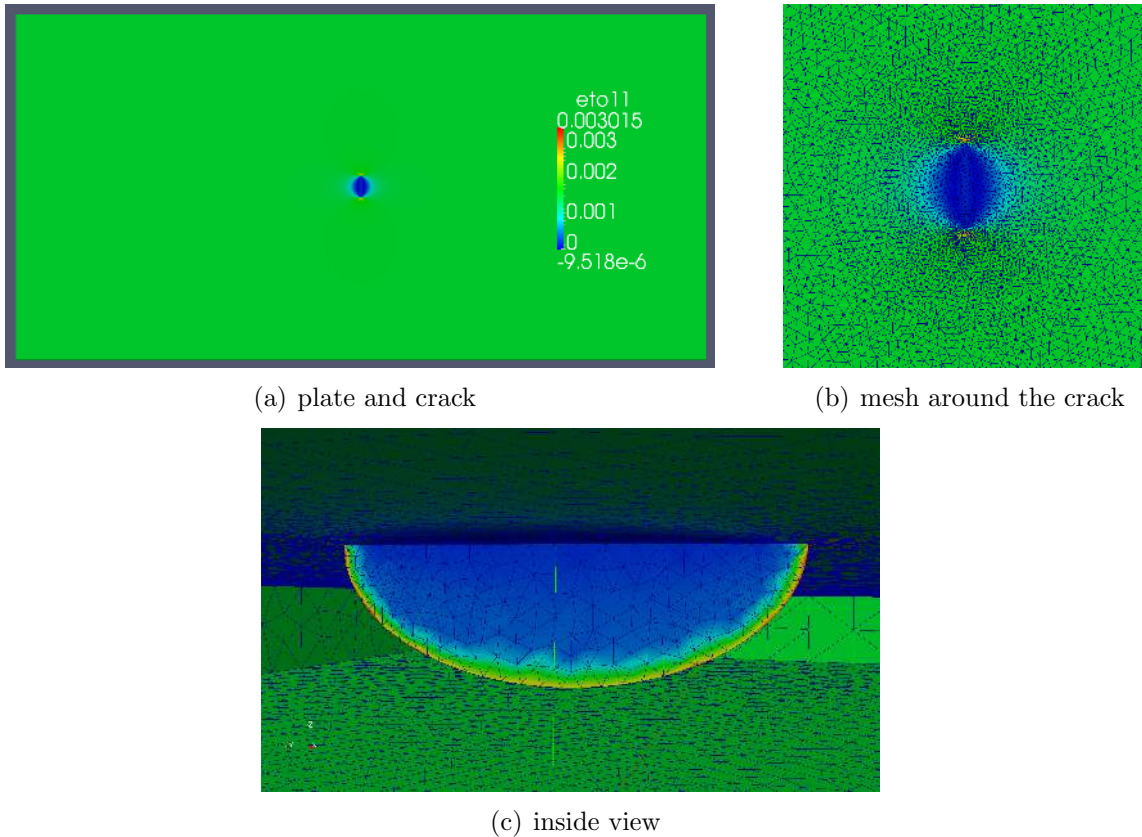 eto11
0.003015
0.003
0.002
0.001
0
-9.518e-6
(a) plate and crack
(b) mesh around the crack
Z
Y
(c) inside view